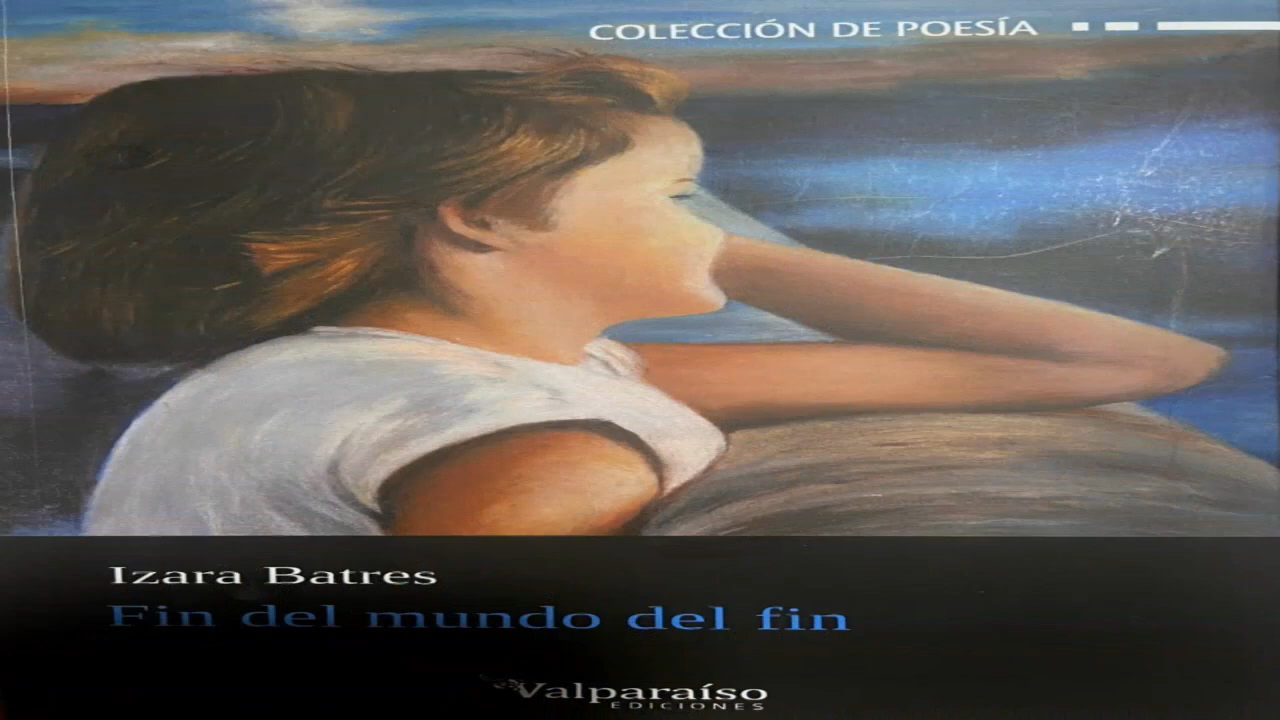 COLECCIÓN DE POESÍA
Izara Batres
Fin del mundo del fin
Valparaíso
EDICIONES